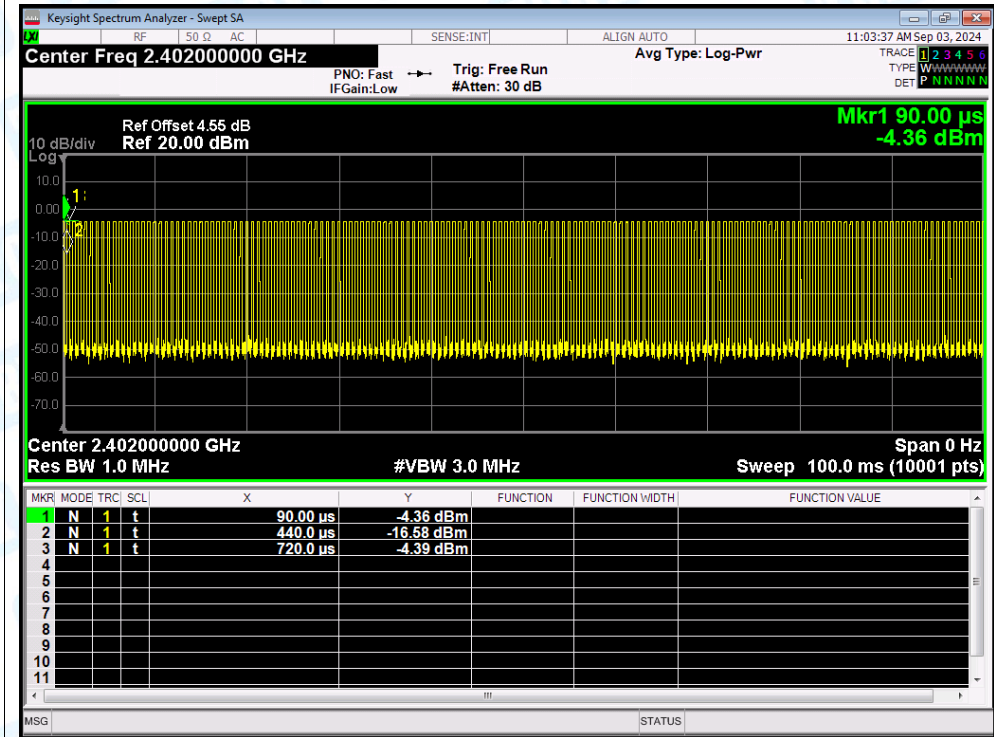 Keysight Spectrum Analyzer - Swept SA
LXI RF 50 Ω AC SENSE:INT ALIGN AUTO 11:03:37 AM Sep 03, 2024
Center Freq 2.402000000 GHz Avg Type: Log-Pwr TRACE 1 2 3 4 5 6
PNO: Fast Trig: Free Run TYPE W W W W W W
IFGain:Low #Atten: 30 dB DET P N N N N N
Mkr1 90.00 µs
Ref Offset 4.55 dB
10 dB/div Ref 20.00 dBm -4.36 dBm
Log
10.0
1
0.00
2
-10.0
-20.0
-30.0
-40.0
-50.0
-60.0
-70.0
Center 2.402000000 GHz Span 0 Hz
Res BW 1.0 MHz #VBW 3.0 MHz Sweep 100.0 ms (10001 pts)
MKR MODE TRC SCL X Y FUNCTION FUNCTION WIDTH FUNCTION VALUE
1 N 1 t 90.00 µs -4.36 dBm
2 N 1 t 440.0 µs -16.58 dBm
3 N 1 t 720.0 µs -4.39 dBm
4
5
6
7
8
9
10
11
MSG STATUS